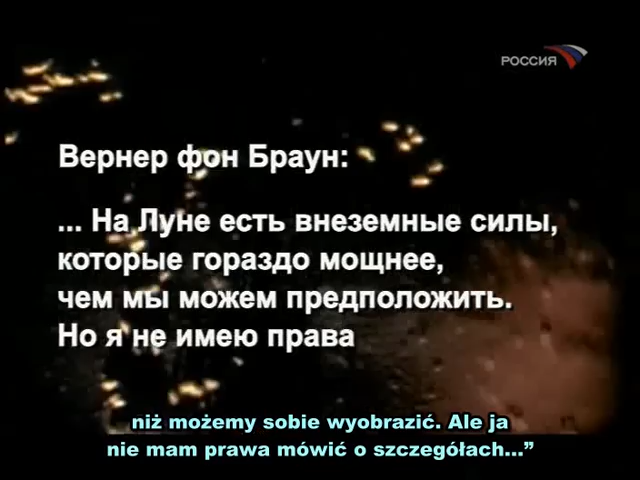 РОССИЯ
Вернер фон Браун:
... На Луне есть внеземные силы,
которые гораздо мощнее,
чем мы можем предположить.
Но я не имею права
niż możemy sobie wyobrazić. Ale ja
nie mam prawa mówić o szczegółach...”